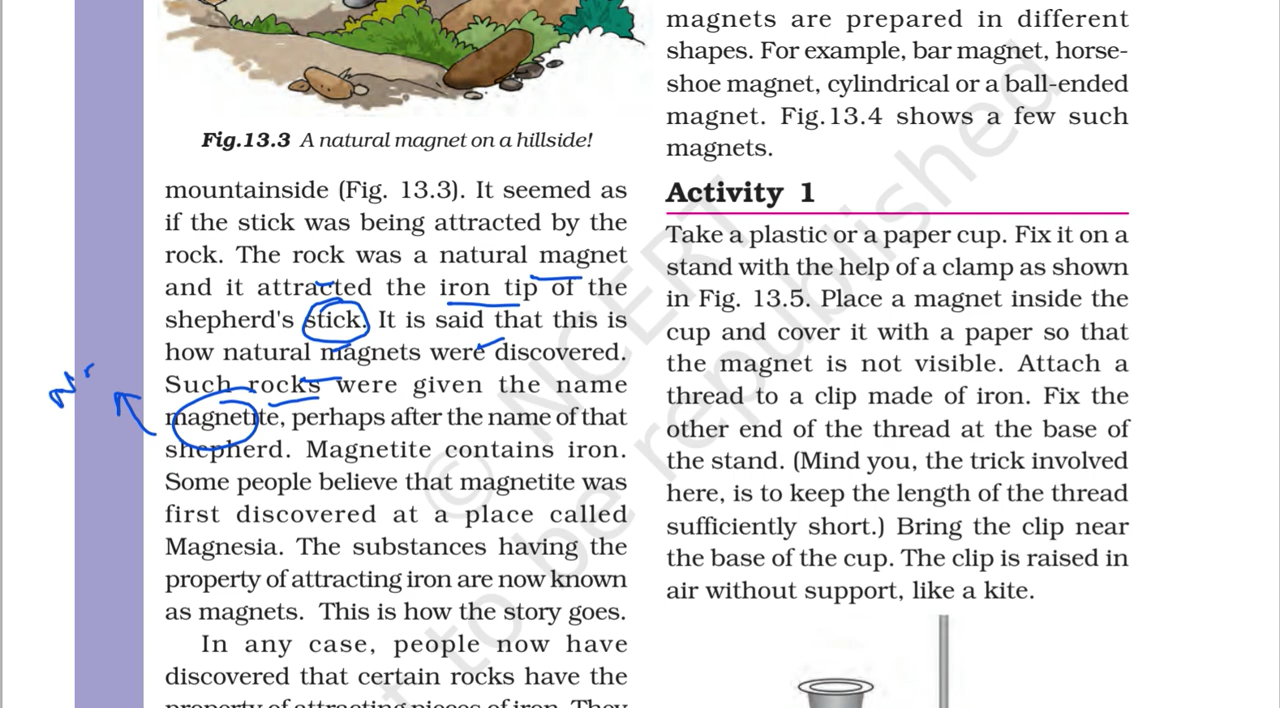 Fig.13.3 A natural magnet on a hillside!
mountainside (Fig. 13.3). It seemed as
if the stick was being attracted by the
rock. The rock was a natural magnet
and it attracted the iron tip of the
shepherd's stick. It is said that this is
how natural magnets were discovered.
Such rocks were given the name
magnetite, perhaps after the name of that
shepherd. Magnetite contains iron.
Some people believe that magnetite was
first discovered at a place called
Magnesia. The substances having the
property of attracting iron are now known
as magnets. This is how the story goes.
In any case, people now have
discovered that certain rocks have the
property of attracting pieces of iron. They
magnets are prepared in different
shapes. For example, bar magnet, horse-
shoe magnet, cylindrical or a ball-ended
magnet. Fig.13.4 shows a few such
magnets.
Activity 1
Take a plastic or a paper cup. Fix it on a
stand with the help of a clamp as shown
in Fig. 13.5. Place a magnet inside the
cup and cover it with a paper so that
the magnet is not visible. Attach a
thread to a clip made of iron. Fix the
other end of the thread at the base of
the stand. (Mind you, the trick involved
here, is to keep the length of the thread
sufficiently short.) Bring the clip near
the base of the cup. The clip is raised in
air without support, like a kite.
© NCERT
to be republished